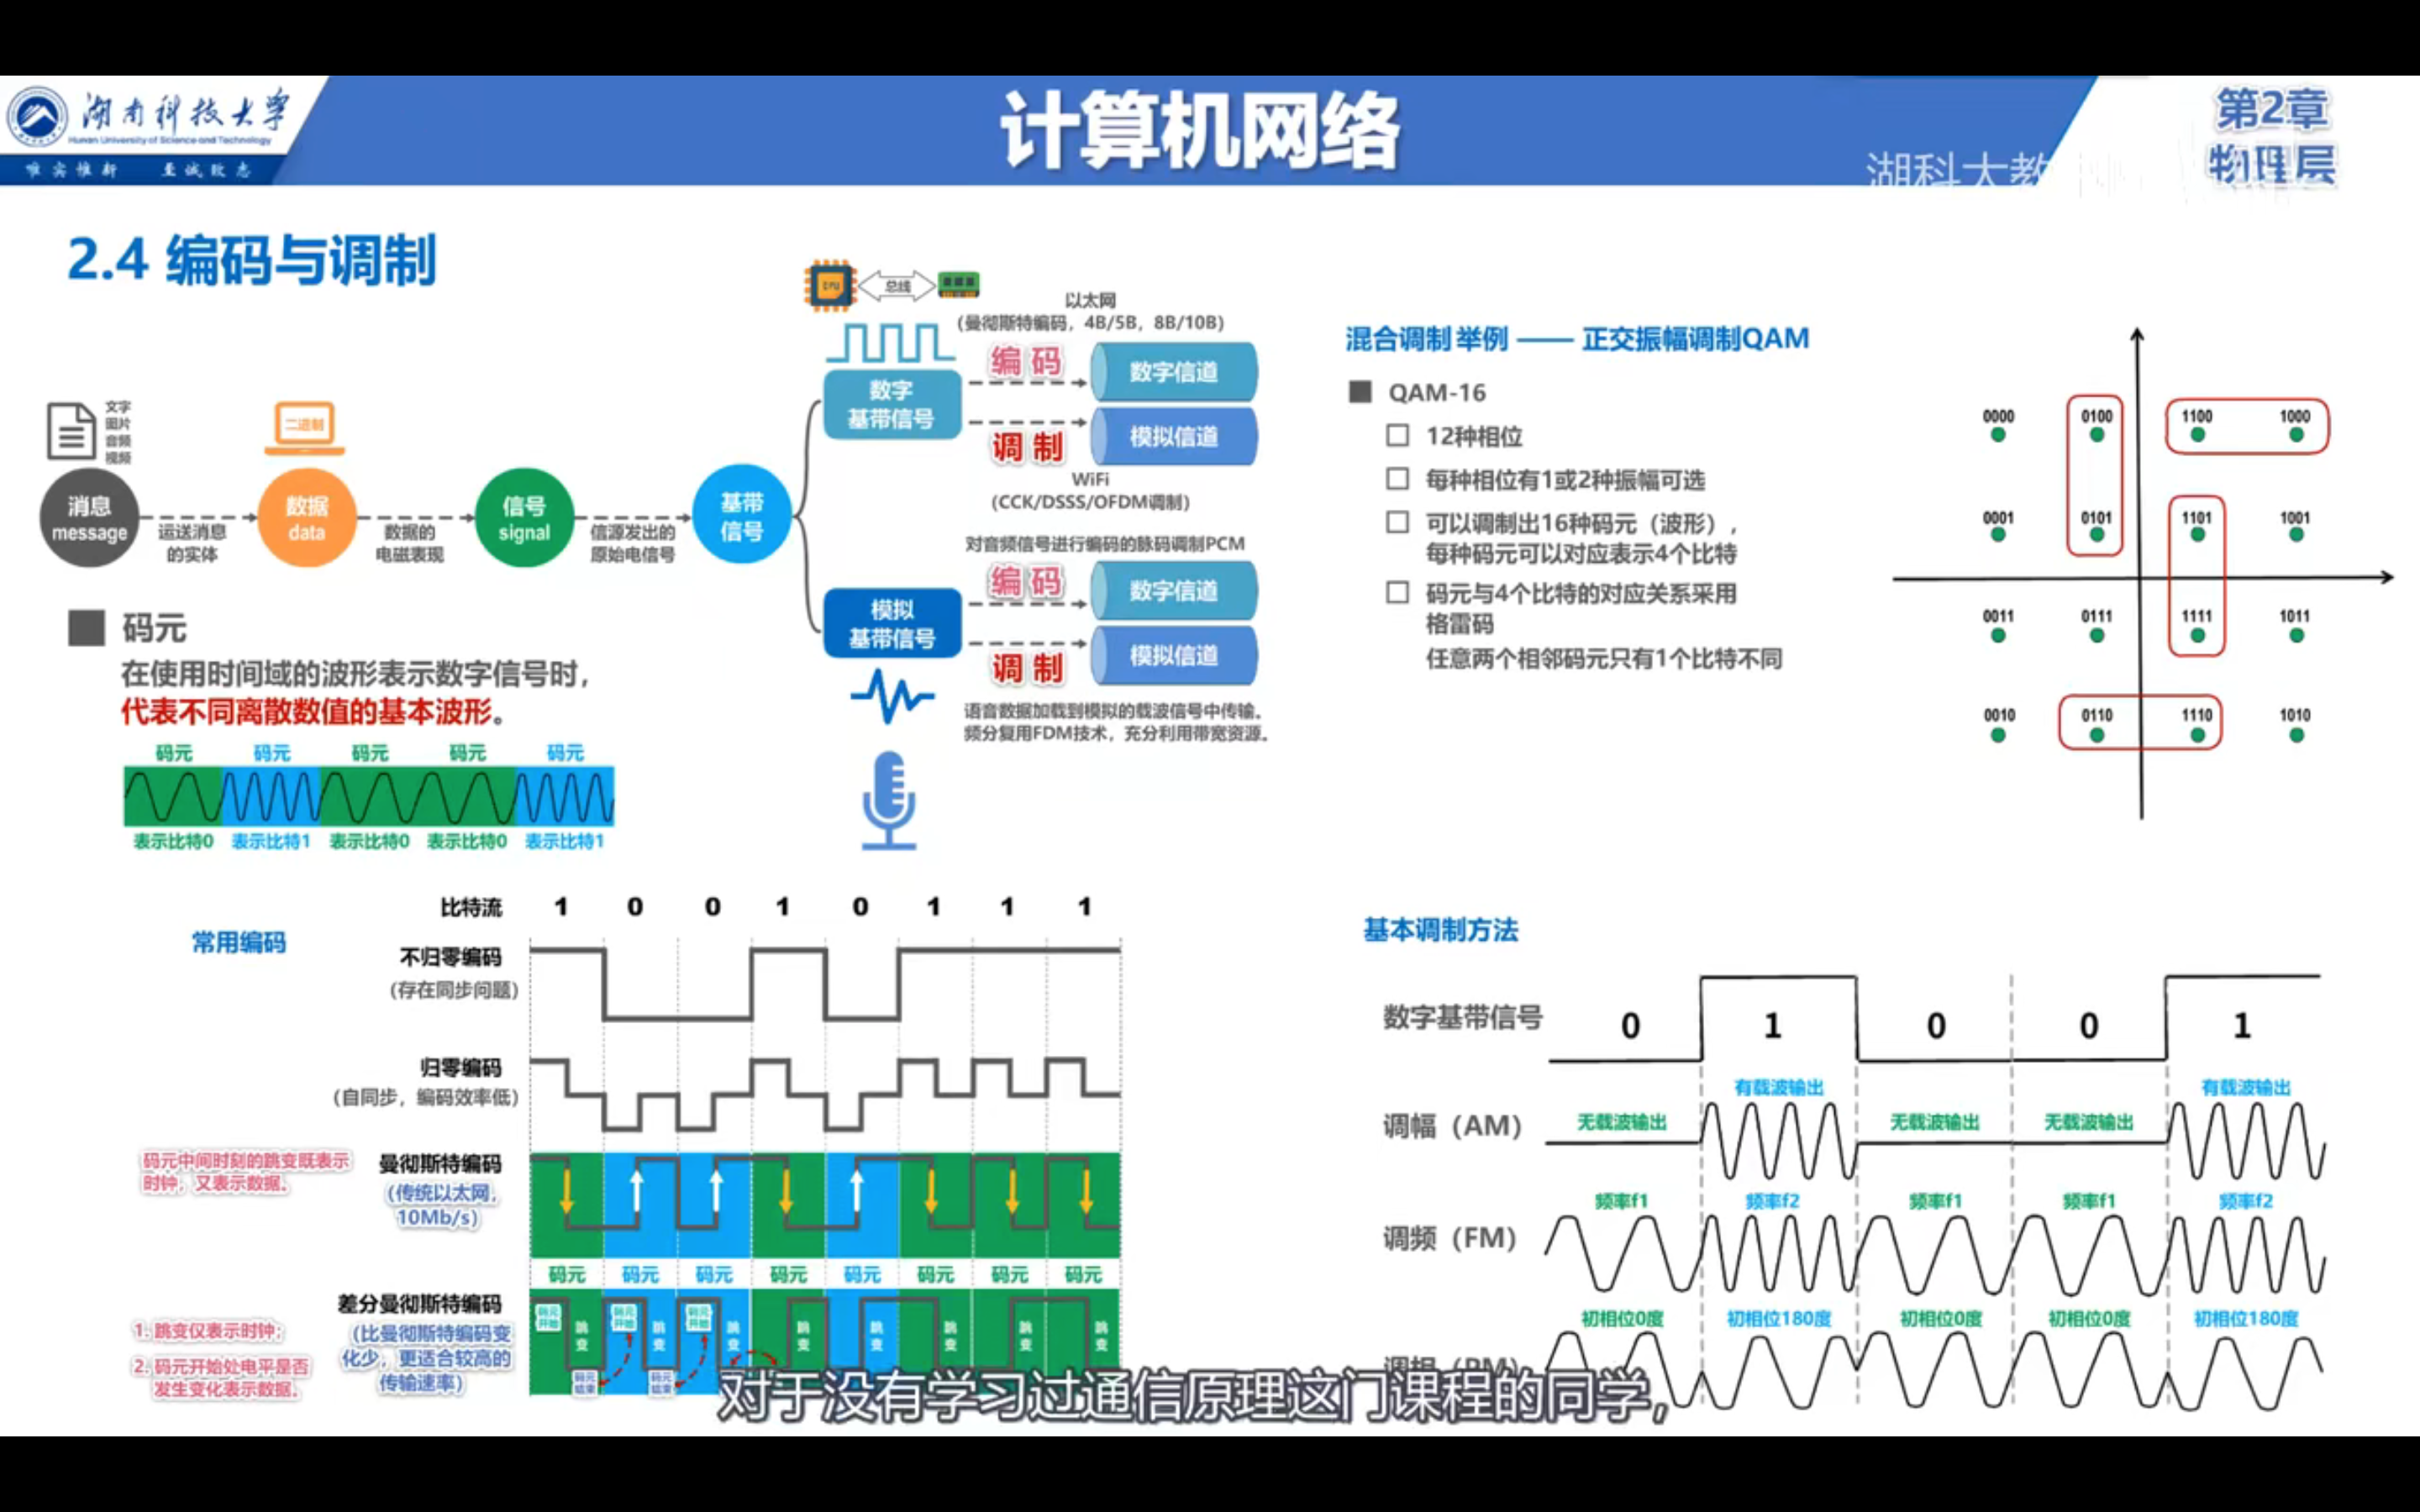 湖南科技大学
Hunan University of Science and Technology
唯实惟新 至诚致志
计算机网络
第2章
物理层
湖科大教
2.4 编码与调制
文字
图片
音频
视频
消息
message
运送消息
的实体
二进制
数据
data
数据的
电磁表现
信号
signal
信源发出的
原始电信号
基带
信号
CPU
总线
以太网
(曼彻斯特编码,4B/5B,8B/10B)
数字
基带信号
编码
数字信道
调制
模拟信道
WiFi
(CCK/DSSS/OFDM调制)
对音频信号进行编码的脉码调制PCM
模拟
基带信号
编码
数字信道
调制
模拟信道
语音数据加载到模拟的载波信号中传输。
频分复用FDM技术,充分利用带宽资源。
码元
在使用时间域的波形表示数字信号时,
代表不同离散数值的基本波形。
码元 码元 码元 码元 码元
表示比特0 表示比特1 表示比特0 表示比特0 表示比特1
混合调制 举例 —— 正交振幅调制QAM
QAM-16
12种相位
每种相位有1或2种振幅可选
可以调制出16种码元(波形),
每种码元可以对应表示4个比特
码元与4个比特的对应关系采用
格雷码
任意两个相邻码元只有1个比特不同
0000 0100 1100 1000
0001 0101 1101 1001
0011 0111 1111 1011
0010 0110 1110 1010
常用编码
比特流 1 0 0 1 0 1 1 1
不归零编码
(存在同步问题)
归零编码
(自同步,编码效率低)
码元中间时刻的跳变既表示
时钟,又表示数据。
曼彻斯特编码
(传统以太网,
10Mb/s)
码元 码元 码元 码元 码元 码元 码元 码元
差分曼彻斯特编码
(比曼彻斯特编码变
化少,更适合较高的
传输速率)
1. 跳变仅表示时钟;
2. 码元开始处电平是否
发生变化表示数据。
码元开始 码元开始 码元开始
跳变 跳变 跳变 跳变 跳变 跳变 跳变 跳变
码元结束 码元结束
基本调制方法
数字基带信号 0 1 0 0 1
调幅(AM) 无载波输出 有载波输出 无载波输出 无载波输出 有载波输出
调频(FM) 频率f1 频率f2 频率f1 频率f1 频率f2
调相(PM) 初相位0度 初相位180度 初相位0度 初相位0度 初相位180度
对于没有学习过通信原理这门课程的同学,